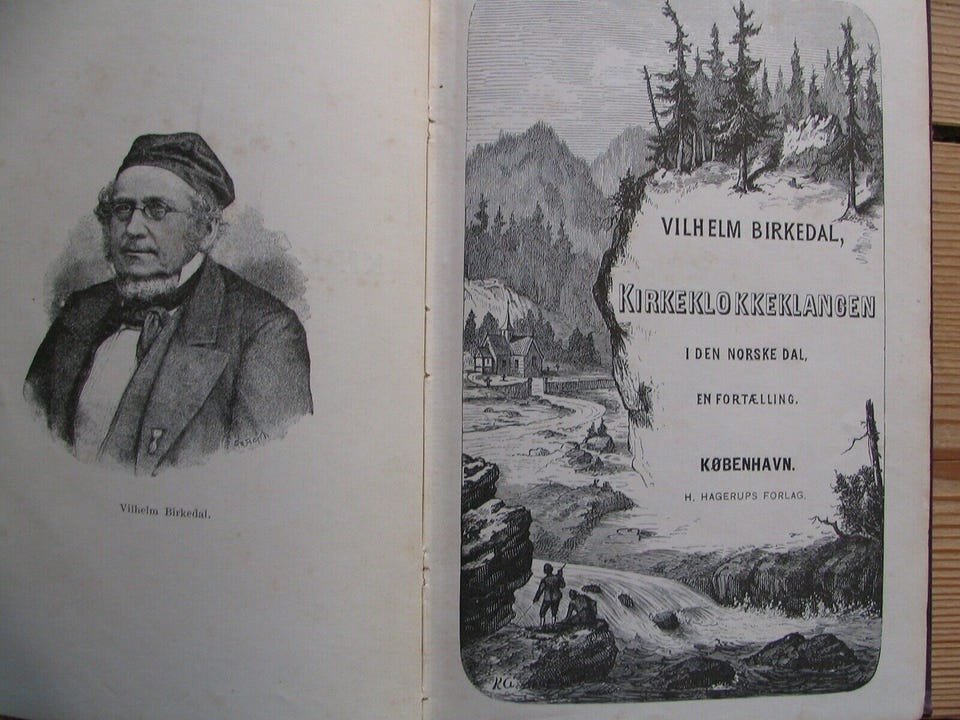 Vilhelm Birkedal.
VILHELM BIRKEDAL,
KIRKEKLOKKEKLANGEN
I DEN NORSKE DAL,
EN FORTÆLLING.
KØBENHAVN.
H. HAGERUPS FORLAG.